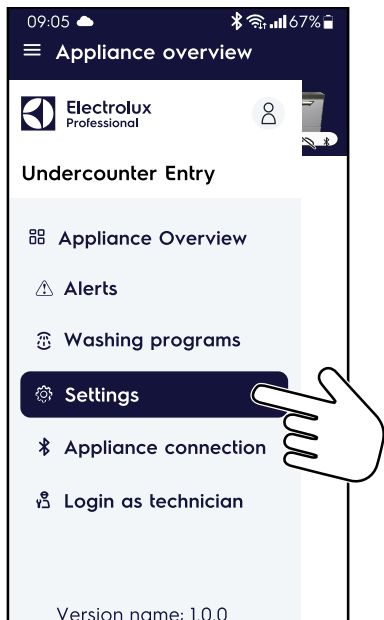 09:05 67%
Appliance overview
Electrolux
Professional
Undercounter Entry
Appliance Overview
Alerts
Washing programs
Settings
Appliance connection
Login as technician
Version name: 1.0.0